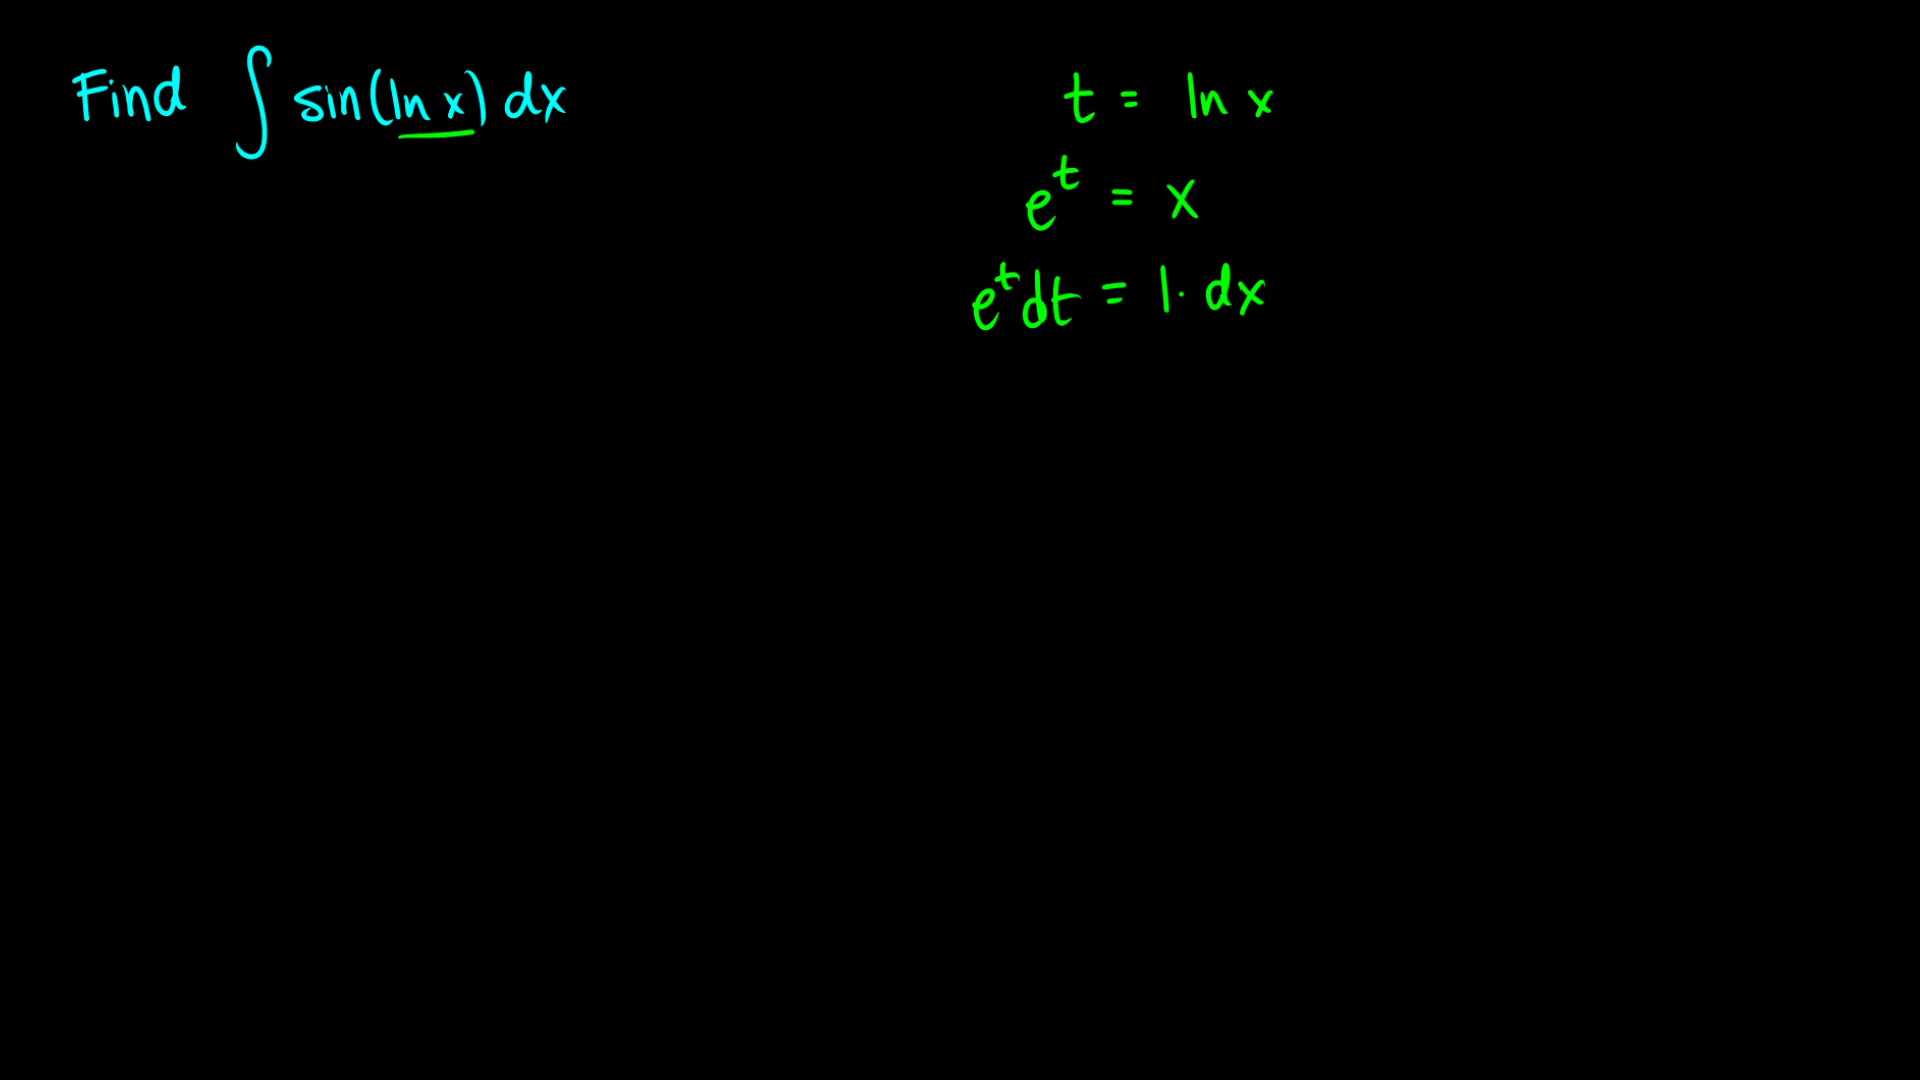 Find ∫ sin(ln x) dx
t = ln x
e^t = x
e^t dt = 1· dx